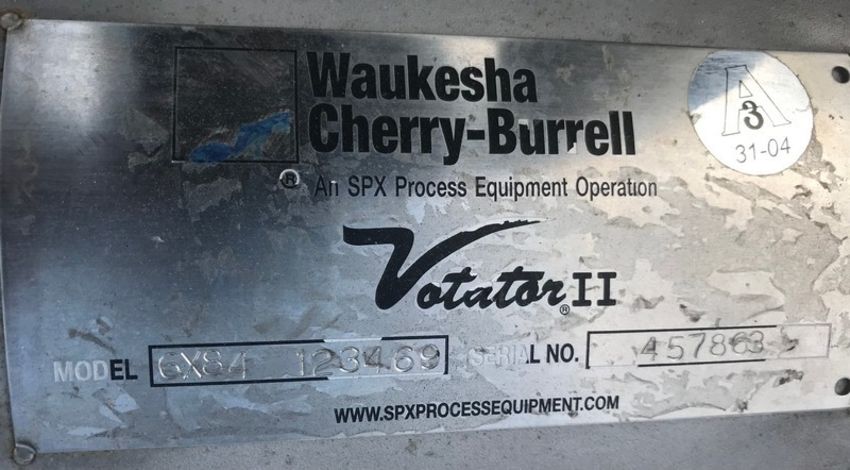 Waukesha
Cherry-Burrell
A
3
31-04
® An SPX Process Equipment Operation
Votator® II
MODEL 6X84 123469 SERIAL NO. 457863
WWW.SPXPROCESSEQUIPMENT.COM